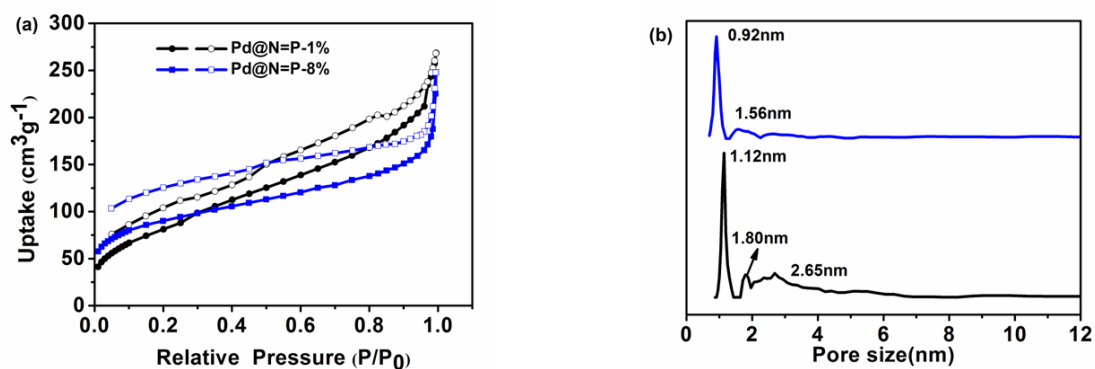 (a)
300
250
200
150
100
50
0
Uptake (cm3g-1)
Pd@N=P-1%
Pd@N=P-8%
0.0 0.2 0.4 0.6 0.8 1.0
Relative Pressure (P/P0)
(b)
0.92nm
1.56nm
1.12nm
1.80nm
2.65nm
0 2 4 6 8 10 12
Pore size(nm)